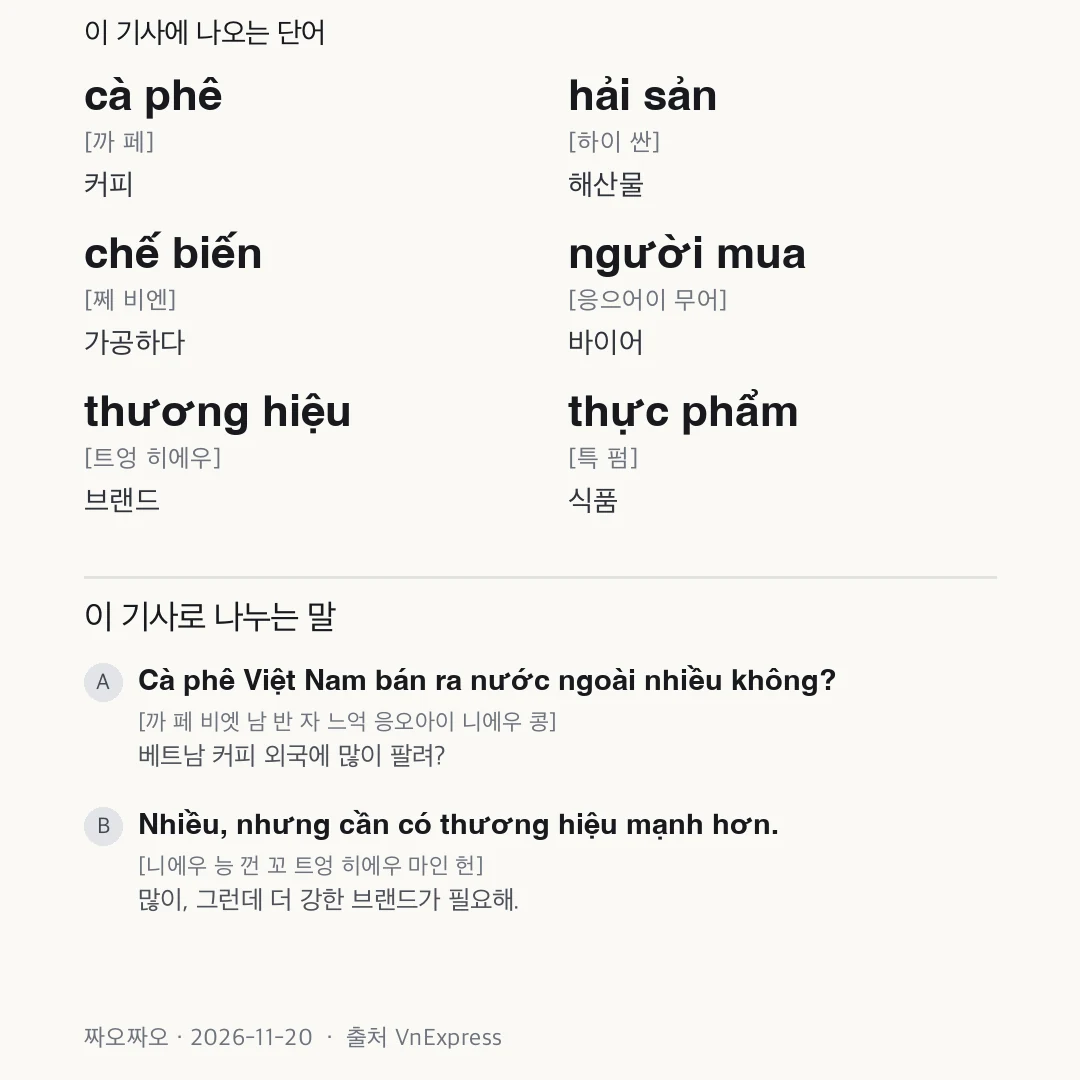 이 기사에 나오는 단어
cà phê
[까 페]
커피
hải sản
[하이 싼]
해산물
chế biến
[쩨 비엔]
가공하다
người mua
[응으어이 무어]
바이어
thương hiệu
[트엉 히에우]
브랜드
thực phẩm
[특 펌]
식품
이 기사로 나누는 말
A
Cà phê Việt Nam bán ra nước ngoài nhiều không?
[까 페 비엣 남 반 자 느억 응오아이 니에우 콩]
베트남 커피 외국에 많이 팔려?
B
Nhiều, nhưng cần có thương hiệu mạnh hơn.
[니에우 능 껀 꼬 트엉 히에우 마인 헌]
많이, 그런데 더 강한 브랜드가 필요해.
짜오짜오 · 2026-11-20 · 출처 VnExpress